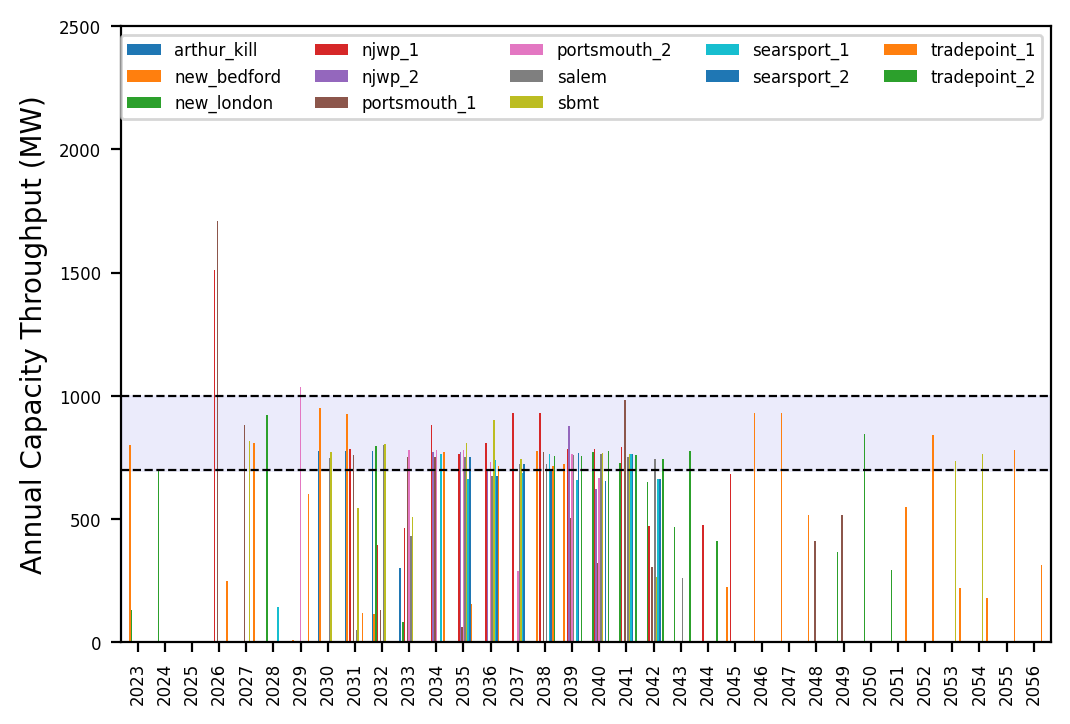 Annual Capacity Throughput (MW)
2500
2000
1500
1000
500
0
arthur_kill
new_bedford
new_london
njwp_1
njwp_2
portsmouth_1
portsmouth_2
salem
sbmt
searsport_1
searsport_2
tradepoint_1
tradepoint_2
2023
2024
2025
2026
2027
2028
2029
2030
2031
2032
2033
2034
2035
2036
2037
2038
2039
2040
2041
2042
2043
2044
2045
2046
2047
2048
2049
2050
2051
2052
2053
2054
2055
2056